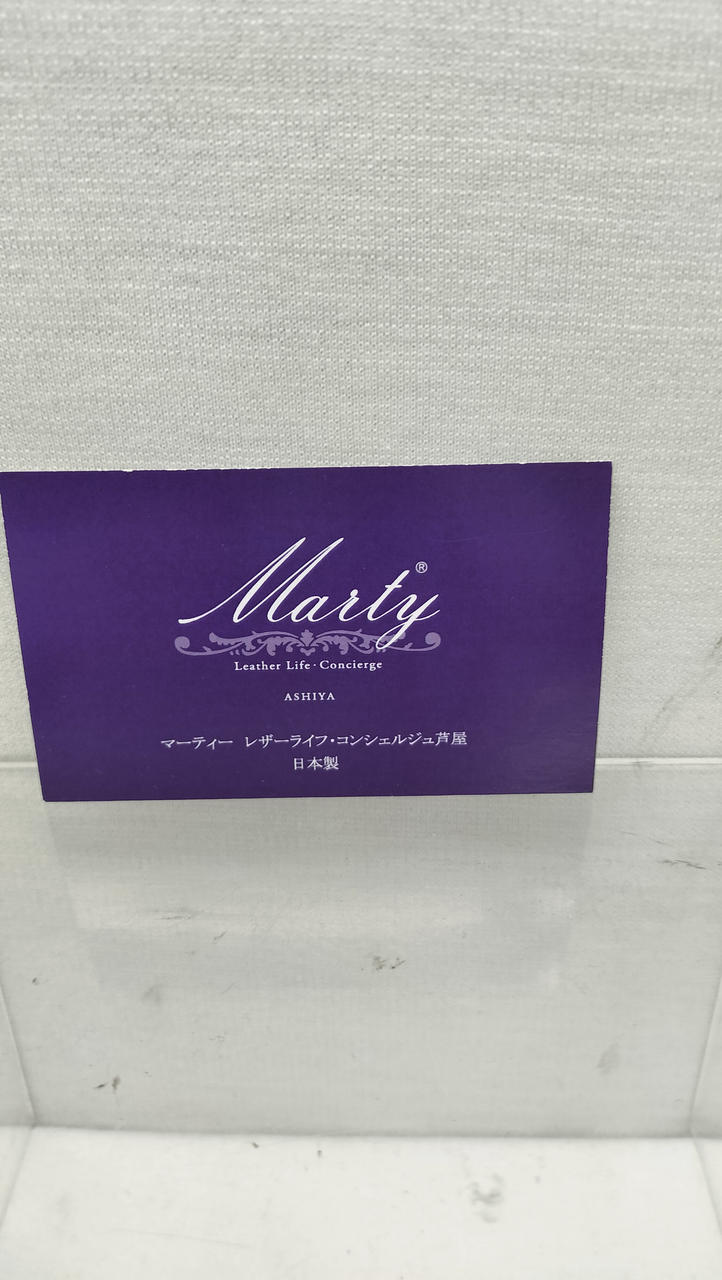 Marty®
Leather Life · Concierge
ASHIYA
マーティー レザーライフ・コンシェルジュ芦屋
日本製